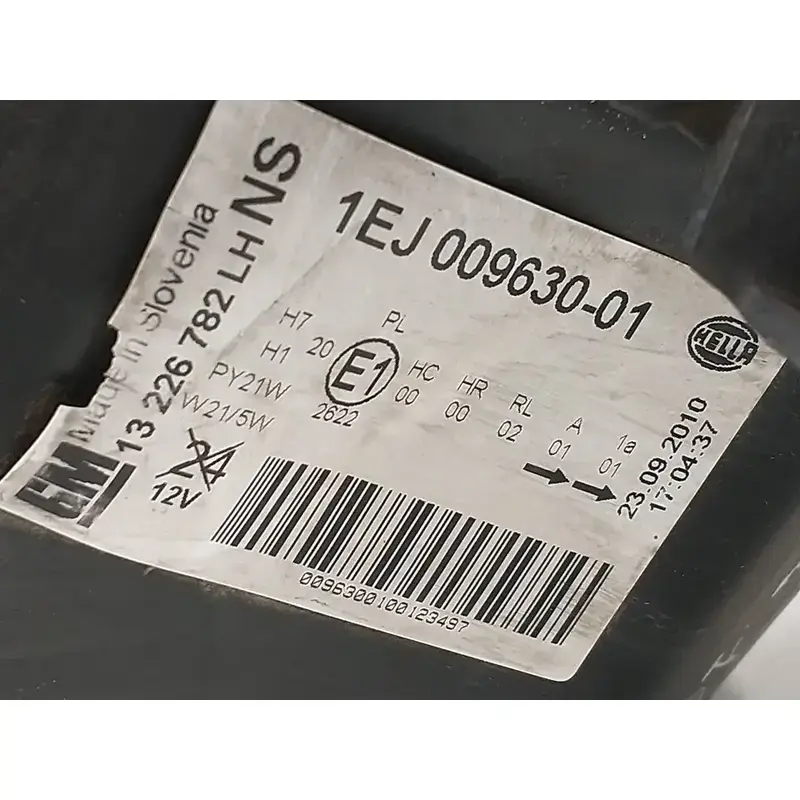 GM
Made in Slovenia
13 226 782 LH NS
1EJ 009630-01
HELLA
H7
H1
PY21W
W21/5W
24
12V
PL
20
E1
2622
HC
00
HR
00
RL
02
A
01
1a
01
23.09.2010
17:04:37
0096300100123497